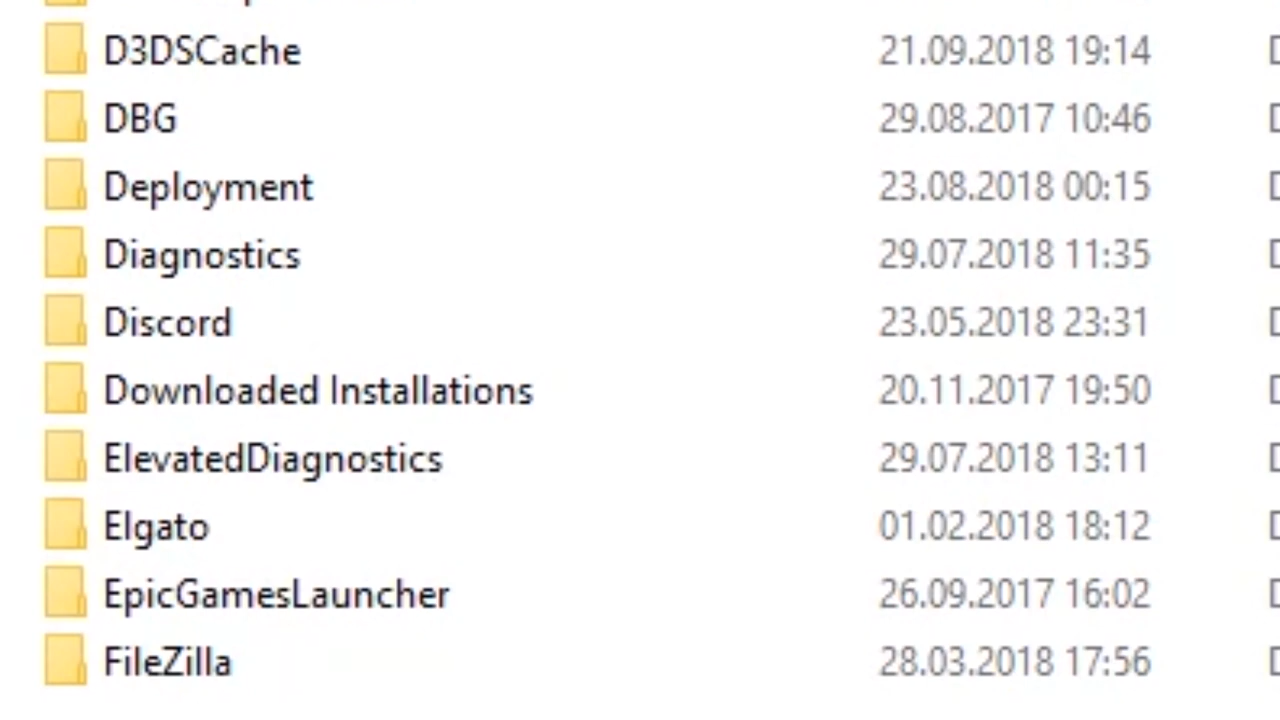 D3DSCache 21.09.2018 19:14
DBG 29.08.2017 10:46
Deployment 23.08.2018 00:15
Diagnostics 29.07.2018 11:35
Discord 23.05.2018 23:31
Downloaded Installations 20.11.2017 19:50
ElevatedDiagnostics 29.07.2018 13:11
Elgato 01.02.2018 18:12
EpicGamesLauncher 26.09.2017 16:02
FileZilla 28.03.2018 17:56